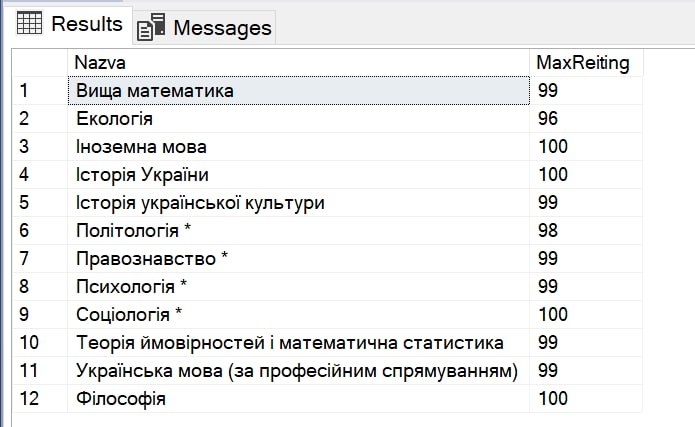 Results Messages
Nazva MaxReiting
1 Вища математика 99
2 Екологія 96
3 Іноземна мова 100
4 Історія України 100
5 Історія української культури 99
6 Політологія * 98
7 Правознавство * 99
8 Психологія * 99
9 Соціологія * 100
10 Теорія ймовірностей і математична статистика 99
11 Українська мова (за професійним спрямуванням) 99
12 Філософія 100